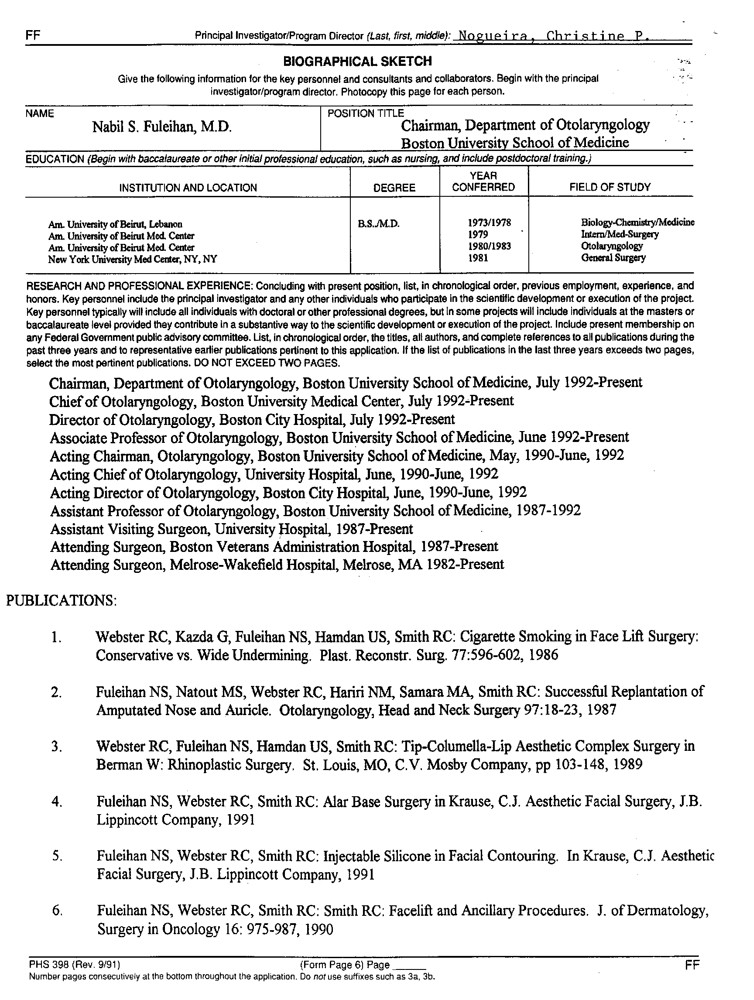 FF Principal Investigator/Program Director (Last, first, middle): Nogueira, Christine P.
BIOGRAPHICAL SKETCH
Give the following information for the key personnel and consultants and collaborators. Begin with the principal
investigator/program director. Photocopy this page for each person.
NAME POSITION TITLE
Nabil S. Fuleihan, M.D. Chairman, Department of Otolaryngology
Boston University School of Medicine
EDUCATION (Begin with baccalaureate or other initial professional education, such as nursing, and include postdoctoral training.)
INSTITUTION AND LOCATION DEGREE YEAR CONFERRED FIELD OF STUDY
Am. University of Beirut, Lebanon B.S./M.D. 1973/1978 Biology-Chemistry/Medicine
Am. University of Beirut Med. Center 1979 Intern/Med-Surgery
Am. University of Beirut Med. Center 1980/1983 Otolaryngology
New York University Med Center, NY, NY 1981 General Surgery
RESEARCH AND PROFESSIONAL EXPERIENCE: Concluding with present position, list, in chronological order, previous employment, experience, and
honors. Key personnel include the principal investigator and any other individuals who participate in the scientific development or execution of the project.
Key personnel typically will include all individuals with doctoral or other professional degrees, but in some projects will include individuals at the masters or
baccalaureate level provided they contribute in a substantive way to the scientific development or execution of the project. Include present membership on
any Federal Government public advisory committee. List, in chronological order, the titles, all authors, and complete references to all publications during the
past three years and to representative earlier publications pertinent to this application. If the list of publications in the last three years exceeds two pages,
select the most pertinent publications. DO NOT EXCEED TWO PAGES.
Chairman, Department of Otolaryngology, Boston University School of Medicine, July 1992-Present
Chief of Otolaryngology, Boston University Medical Center, July 1992-Present
Director of Otolaryngology, Boston City Hospital, July 1992-Present
Associate Professor of Otolaryngology, Boston University School of Medicine, June 1992-Present
Acting Chairman, Otolaryngology, Boston University School of Medicine, May, 1990-June, 1992
Acting Chief of Otolaryngology, University Hospital, June, 1990-June, 1992
Acting Director of Otolaryngology, Boston City Hospital, June, 1990-June, 1992
Assistant Professor of Otolaryngology, Boston University School of Medicine, 1987-1992
Assistant Visiting Surgeon, University Hospital, 1987-Present
Attending Surgeon, Boston Veterans Administration Hospital, 1987-Present
Attending Surgeon, Melrose-Wakefield Hospital, Melrose, MA 1982-Present
PUBLICATIONS:
1. Webster RC, Kazda G, Fuleihan NS, Hamdan US, Smith RC: Cigarette Smoking in Face Lift Surgery:
Conservative vs. Wide Undermining. Plast. Reconstr. Surg. 77:596-602, 1986
2. Fuleihan NS, Natout MS, Webster RC, Hariri NM, Samara MA, Smith RC: Successful Replantation of
Amputated Nose and Auricle. Otolaryngology, Head and Neck Surgery 97:18-23, 1987
3. Webster RC, Fuleihan NS, Hamdan US, Smith RC: Tip-Columella-Lip Aesthetic Complex Surgery in
Berman W: Rhinoplastic Surgery. St. Louis, MO, C.V. Mosby Company, pp 103-148, 1989
4. Fuleihan NS, Webster RC, Smith RC: Alar Base Surgery in Krause, C.J. Aesthetic Facial Surgery, J.B.
Lippincott Company, 1991
5. Fuleihan NS, Webster RC, Smith RC: Injectable Silicone in Facial Contouring. In Krause, C.J. Aesthetic
Facial Surgery, J.B. Lippincott Company, 1991
6. Fuleihan NS, Webster RC, Smith RC: Smith RC: Facelift and Ancillary Procedures. J. of Dermatology,
Surgery in Oncology 16: 975-987, 1990
PHS 398 (Rev. 9/91) (Form Page 6) Page ______ FF
Number pages consecutively at the bottom throughout the application. Do not use suffixes such as 3a, 3b.